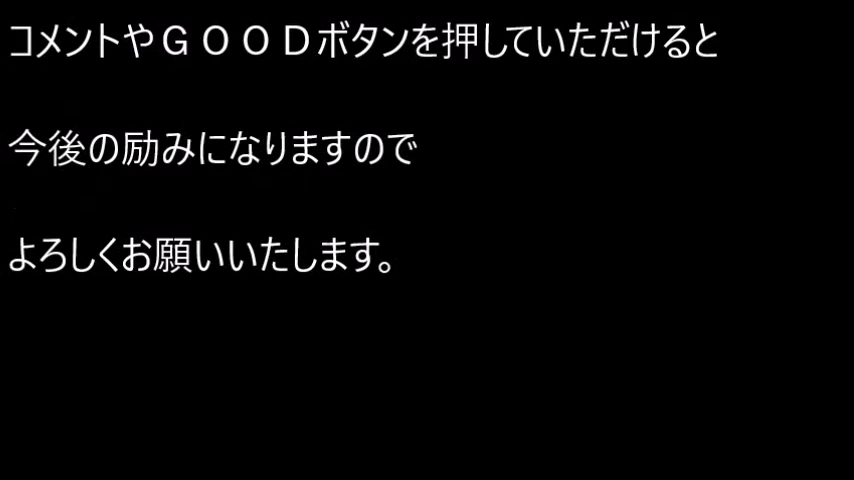 コメントやＧＯＯＤボタンを押していただけると
今後の励みになりますので
よろしくお願いいたします。